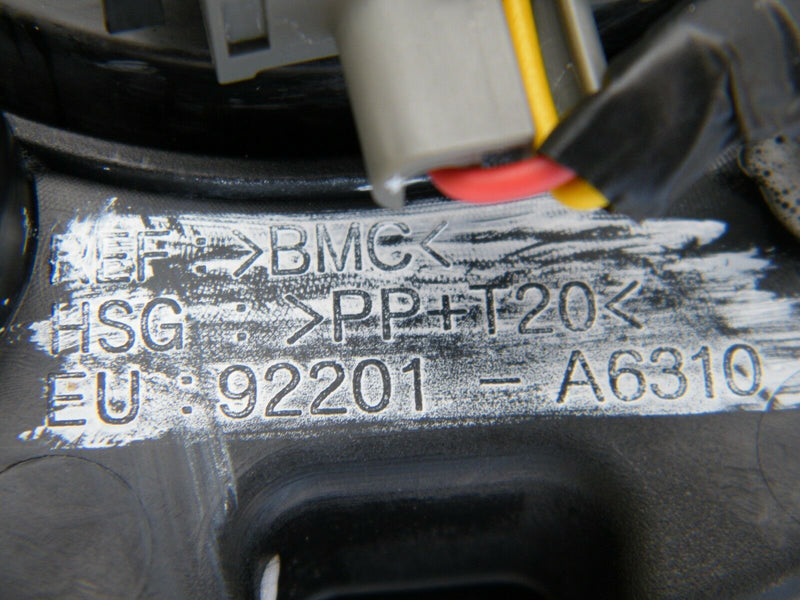 REF : >BMC<
HSG : >PP+T20<
EU : 92201 - A6310